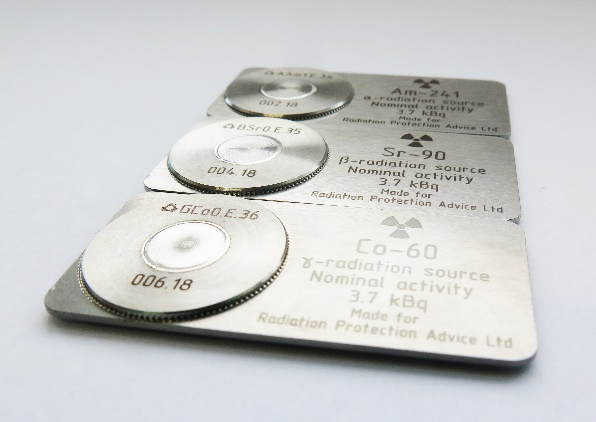 AAm1.E.34
002.18
Am-241
α-radiation source
Nominal activity
3.7 kBq
Made for
Radiation Protection Advice Ltd
BSr0.E.35
004.18
Sr-90
β-radiation source
Nominal activity
3.7 kBq
Made for
Radiation Protection Advice Ltd
GCo0.E.36
006.18
Co-60
γ-radiation source
Nominal activity
3.7 kBq
Made for
Radiation Protection Advice Ltd